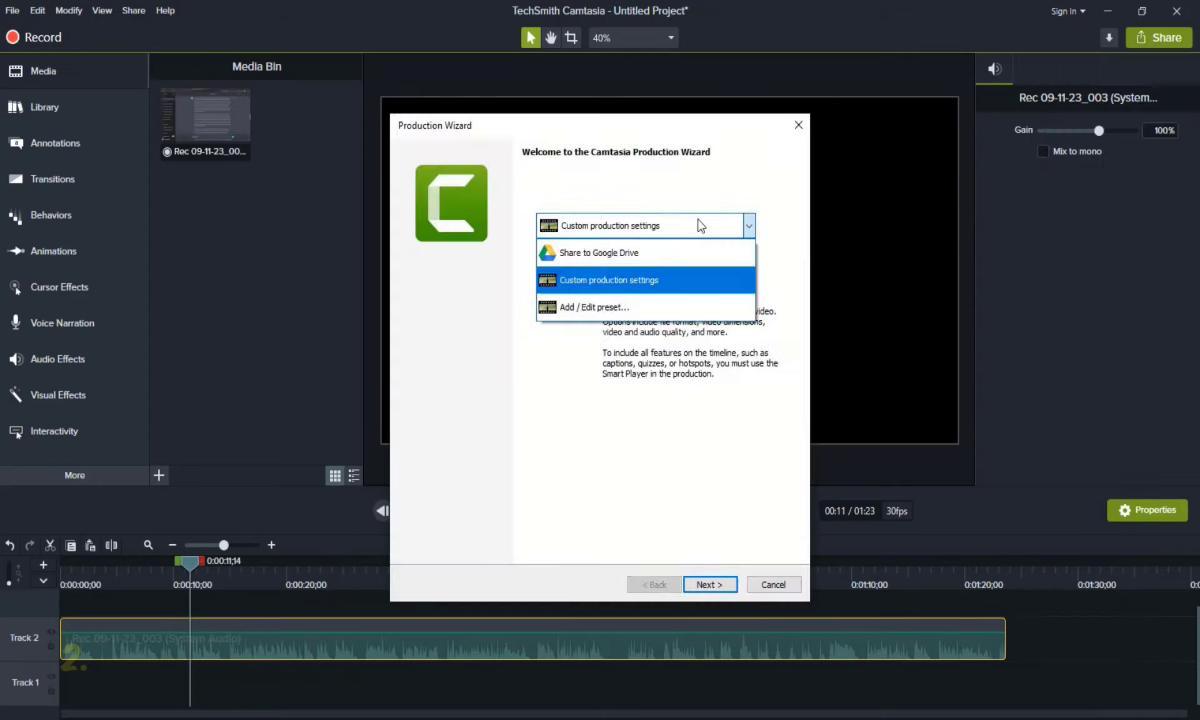 File Edit Modify View Share Help
TechSmith Camtasia - Untitled Project*
Sign In
Record
40%
Share
Media
Library
Annotations
Transitions
Behaviors
Animations
Cursor Effects
Voice Narration
Audio Effects
Visual Effects
Interactivity
More
Media Bin
Rec 09-11-23_00...
Production Wizard
Welcome to the Camtasia Production Wizard
Custom production settings
Share to Google Drive
Custom production settings
Add / Edit preset...
video.
Options include file format, video dimensions,
video and audio quality, and more.
To include all features on the timeline, such as
captions, quizzes, or hotspots, you must use the
Smart Player in the production.
< Back Next > Cancel
Rec 09-11-23_003 (System...
Gain 100%
Mix to mono
00:11 / 01:23 30fps
Properties
0:00:11;14
0:00:00;00 0:00:10;00 0:00:20;00 0:01:10;00 0:01:20;00 0:01:30;00
Track 2
Rec 09-11-23_003 (System Audio)
2.
Track 1